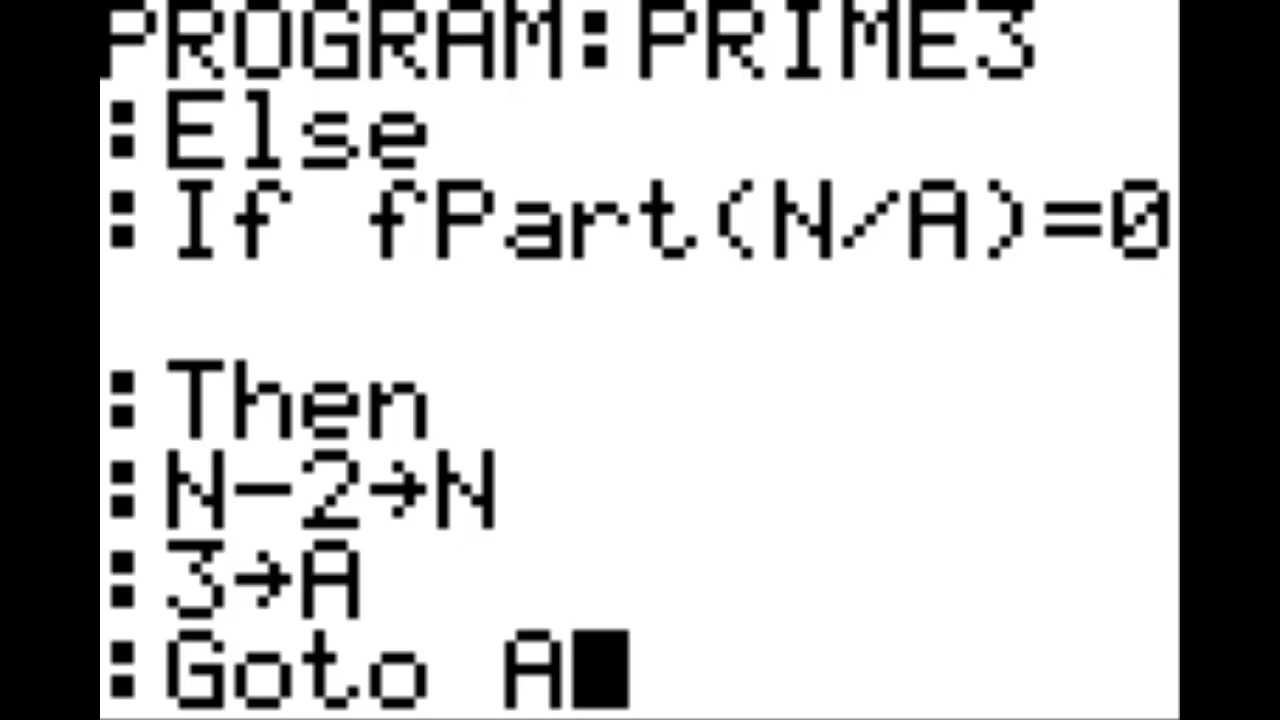 PROGRAM:PRIME3
:Else
:If fPart(N/A)=0
:Then
:N-2→N
:3→A
:Goto A